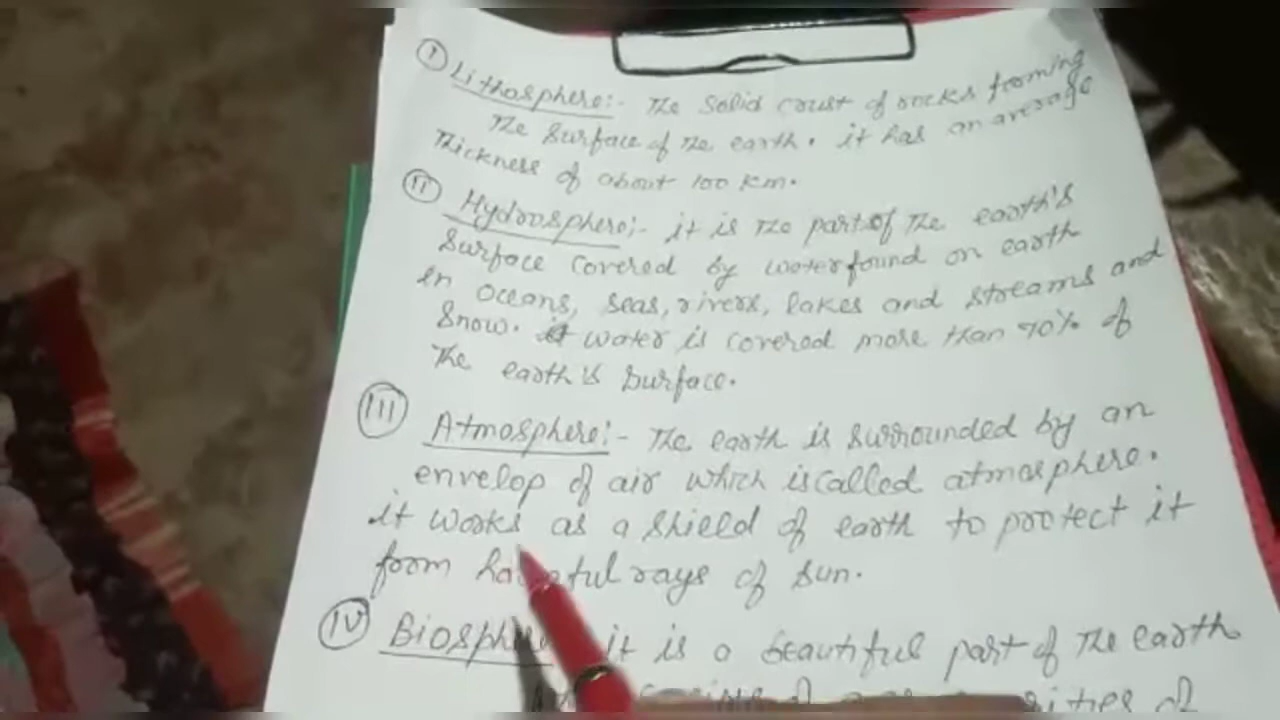 I Lithosphere:- The solid crust of rocks forming
The surface of The earth. it has an average
Thickness of about 100 km.
II Hydrosphere:- it is The part of The earth's
Surface covered by water found on earth
in oceans, seas, rivers, lakes and streams and
snow. water is covered more than 70% of
The earth's surface.
III Atmosphere:- The earth is surrounded by an
envelop of air which is called atmosphere.
it works as a shield of earth to protect it
form harmful rays of sun.
IV Biosphere it is a beautiful part of The earth
of